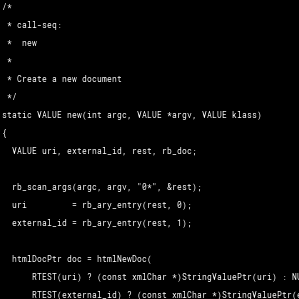 /*
 * call-seq:
 *  new
 *
 * Create a new document
 */
static VALUE new(int argc, VALUE *argv, VALUE klass)
{
  VALUE uri, external_id, rest, rb_doc;

  rb_scan_args(argc, argv, "0*", &rest);
  uri         = rb_ary_entry(rest, 0);
  external_id = rb_ary_entry(rest, 1);

  htmlDocPtr doc = htmlNewDoc(
      RTEST(uri) ? (const xmlChar *)StringValuePtr(uri) :
      RTEST(external_id) ? (const xmlChar *)StringValuePtr(